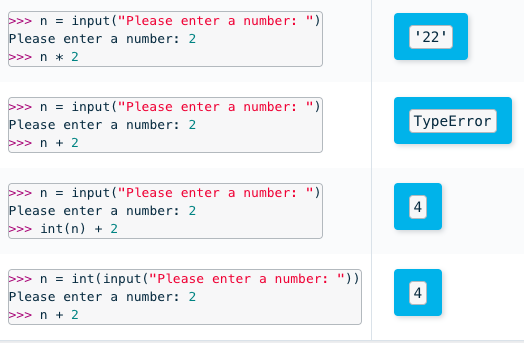 >>> n = input("Please enter a number: ")
Please enter a number: 2
>>> n * 2
'22'
>>> n = input("Please enter a number: ")
Please enter a number: 2
>>> n + 2
TypeError
>>> n = input("Please enter a number: ")
Please enter a number: 2
>>> int(n) + 2
4
>>> n = int(input("Please enter a number: "))
Please enter a number: 2
>>> n + 2
4